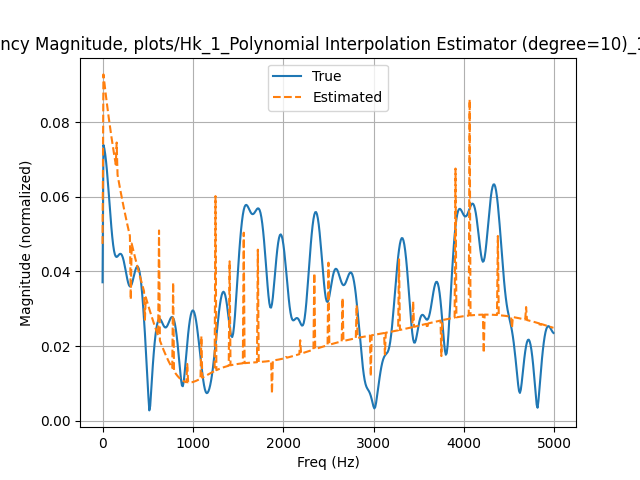 ncy Magnitude, plots/Hk_1_Polynomial Interpolation Estimator (degree=10)_1
True
Estimated
Magnitude (normalized)
0.08
0.06
0.04
0.02
0.00
0 1000 2000 3000 4000 5000
Freq (Hz)